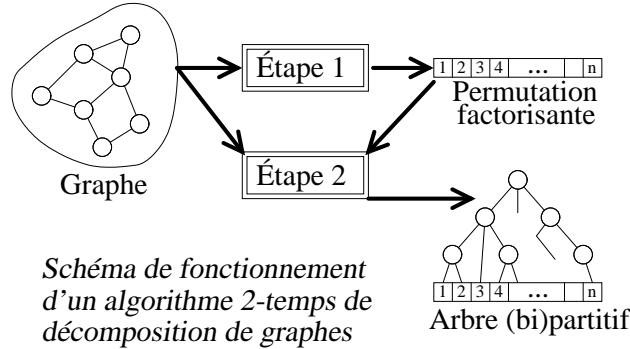 Étape 1
1 2 3 4 ... n
Permutation
factorisante
Graphe
Étape 2
Schéma de fonctionnement
d'un algorithme 2-temps de
décomposition de graphes
1 2 3 4 ... n
Arbre (bi)partitif